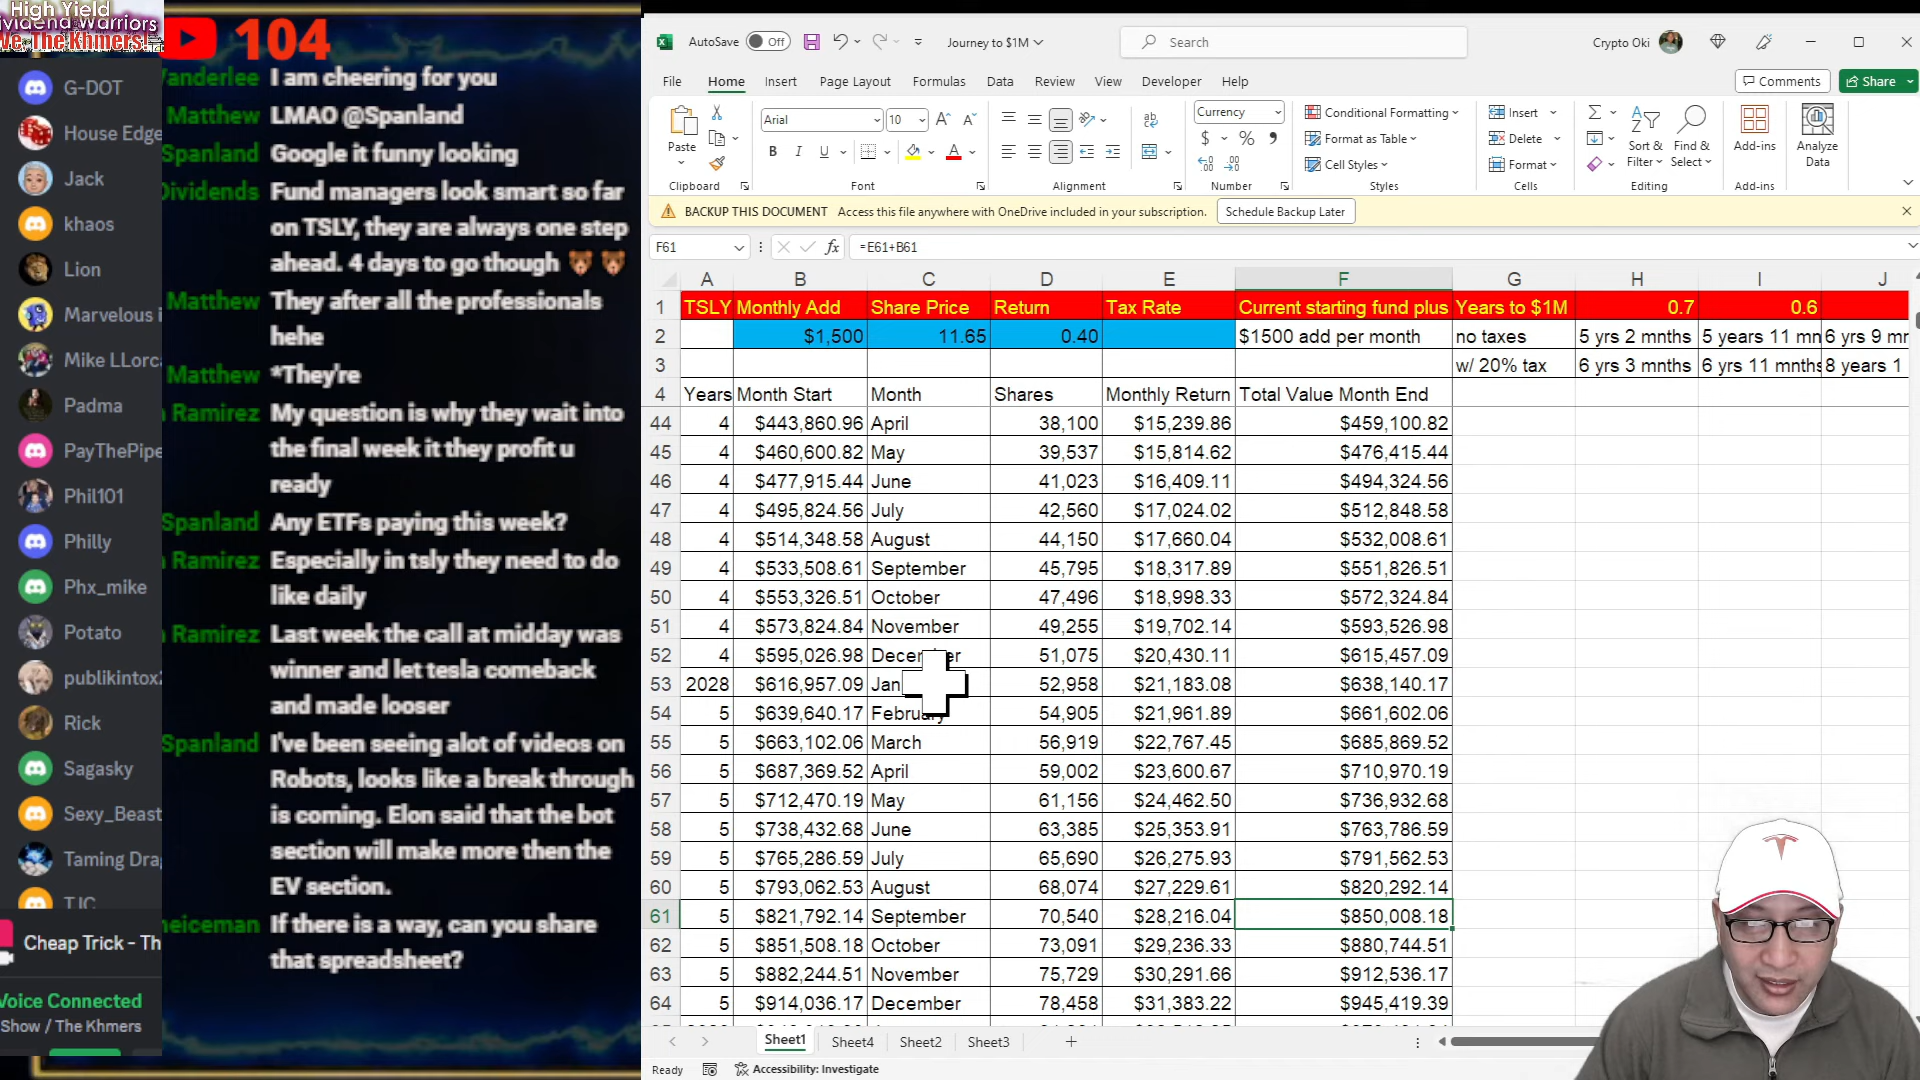 High Yield
Dividend Warriors
We The Khmers
G-DOT
House Edge
Jack
khaos
Lion
Marvelous i
Mike LLorca
Padma
PayThePipe
Phil101
Philly
Phx_mike
Potato
publikintox2
Rick
Sagasky
Sexy_Beast
Taming Drag
TJC
Cheap Trick - Th
Voice Connected
Show / The Khmers
104
Vanderlee I am cheering for you
Matthew LMAO @Spanland
Spanland Google it funny looking
Dividends Fund managers look smart so far
on TSLY, they are always one step
ahead. 4 days to go though 🐻 🐻
Matthew They after all the professionals
hehe
Matthew *They're
Ramirez My question is why they wait into
the final week it they profit u
ready
Spanland Any ETFs paying this week?
Ramirez Especially in tsly they need to do
like daily
Ramirez Last week the call at midday was
winner and let tesla comeback
and made looser
Spanland I've been seeing alot of videos on
Robots, looks like a break through
is coming. Elon said that the bot
section will make more then the
EV section.
heiceman If there is a way, can you share
that spreadsheet?
AutoSave Off Journey to $1M Search Crypto Oki
File Home Insert Page Layout Formulas Data Review View Developer Help Comments Share
Paste Arial 10 Currency Conditional Formatting Format as Table Cell Styles Insert Delete Format Sort & Filter Find & Select Add-ins Analyze Data
Clipboard Font Alignment Number Styles Cells Editing Add-ins
BACKUP THIS DOCUMENT Access this file anywhere with OneDrive included in your subscription. Schedule Backup Later
F61 fx =E61+B61
A B C D E F G H I J
1 TSLY Monthly Add Share Price Return Tax Rate Current starting fund plus Years to $1M 0.7 0.6
2 $1,500 11.65 0.40 $1500 add per month no taxes 5 yrs 2 mnths 5 years 11 mn 6 yrs 9 mr
3 w/ 20% tax 6 yrs 3 mnths 6 yrs 11 mnths 8 years 1
4 Years Month Start Month Shares Monthly Return Total Value Month End
44 4 $443,860.96 April 38,100 $15,239.86 $459,100.82
45 4 $460,600.82 May 39,537 $15,814.62 $476,415.44
46 4 $477,915.44 June 41,023 $16,409.11 $494,324.56
47 4 $495,824.56 July 42,560 $17,024.02 $512,848.58
48 4 $514,348.58 August 44,150 $17,660.04 $532,008.61
49 4 $533,508.61 September 45,795 $18,317.89 $551,826.51
50 4 $553,326.51 October 47,496 $18,998.33 $572,324.84
51 4 $573,824.84 November 49,255 $19,702.14 $593,526.98
52 4 $595,026.98 December 51,075 $20,430.11 $615,457.09
53 2028 $616,957.09 Jan 52,958 $21,183.08 $638,140.17
54 5 $639,640.17 February 54,905 $21,961.89 $661,602.06
55 5 $663,102.06 March 56,919 $22,767.45 $685,869.52
56 5 $687,369.52 April 59,002 $23,600.67 $710,970.19
57 5 $712,470.19 May 61,156 $24,462.50 $736,932.68
58 5 $738,432.68 June 63,385 $25,353.91 $763,786.59
59 5 $765,286.59 July 65,690 $26,275.93 $791,562.53
60 5 $793,062.53 August 68,074 $27,229.61 $820,292.14
61 5 $821,792.14 September 70,540 $28,216.04 $850,008.18
62 5 $851,508.18 October 73,091 $29,236.33 $880,744.51
63 5 $882,244.51 November 75,729 $30,291.66 $912,536.17
64 5 $914,036.17 December 78,458 $31,383.22 $945,419.39
Sheet1 Sheet4 Sheet2 Sheet3
Ready Accessibility: Investigate